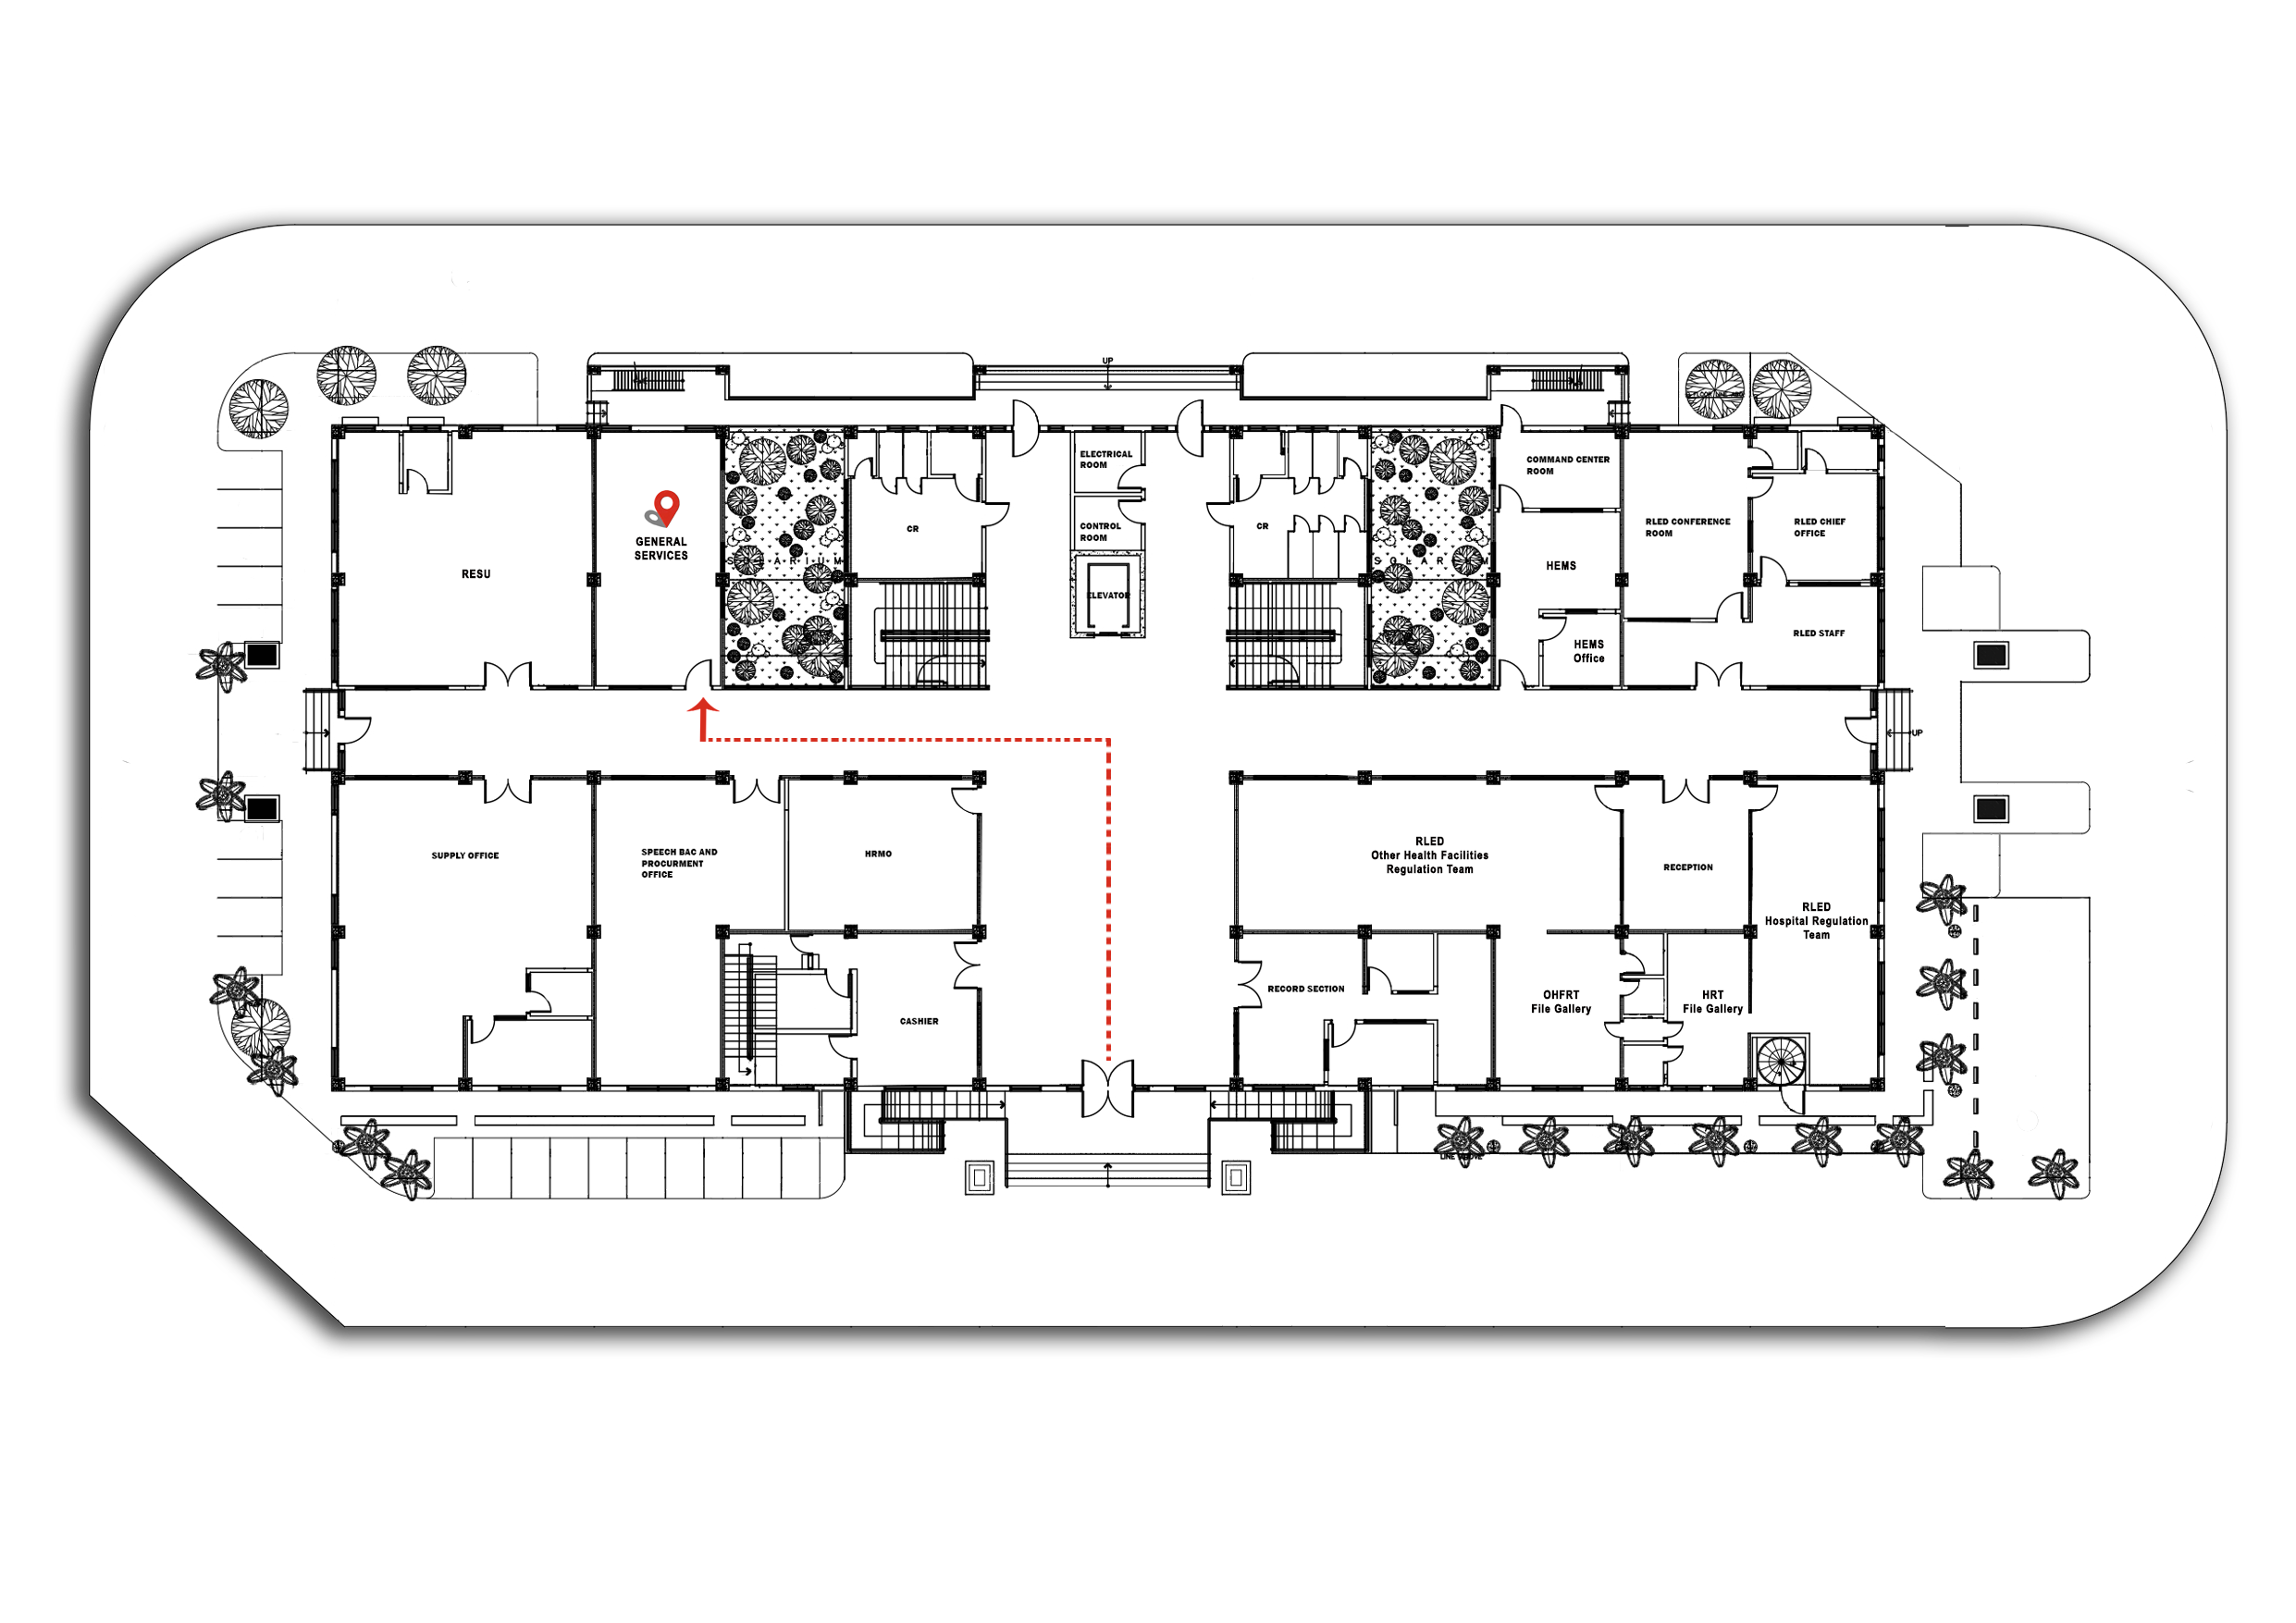 UP
ELECTRICAL
ROOM
COMMAND CENTER
ROOM
GENERAL
SERVICES
CR
CONTROL
ROOM
CR
RLED CONFERENCE
ROOM
RLED CHIEF
OFFICE
RESU
SOLARIUM
HEMS
ELEVATOR
HEMS
Office
RLED STAFF
UP
SUPPLY OFFICE
SPEECH BAC AND
PROCURMENT
OFFICE
HRMO
RLED
Other Health Facilities
Regulation Team
RECEPTION
RLED
Hospital Regulation
Team
CASHIER
RECORD SECTION
OHFRT
File Gallery
HRT
File Gallery